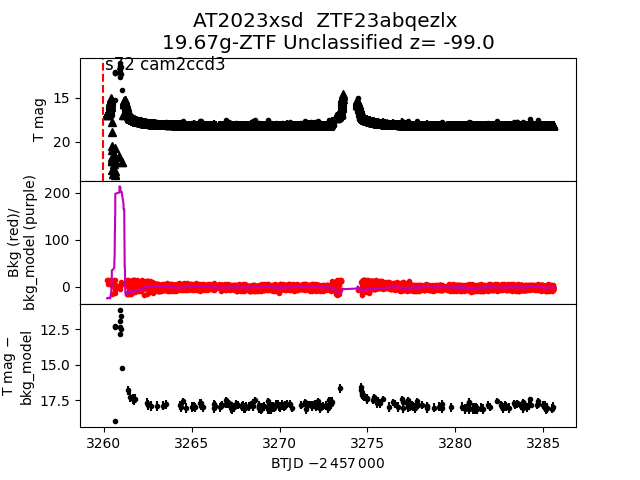 AT2023xsd  ZTF23abqezlx
19.67g-ZTF Unclassified z= -99.0
s72 cam2ccd3
T mag
15
20
Bkg (red)/
bkg_model (purple)
200
100
0
T mag −
bkg_model
12.5
15.0
17.5
3260 3265 3270 3275 3280 3285
BTJD −2 457 000